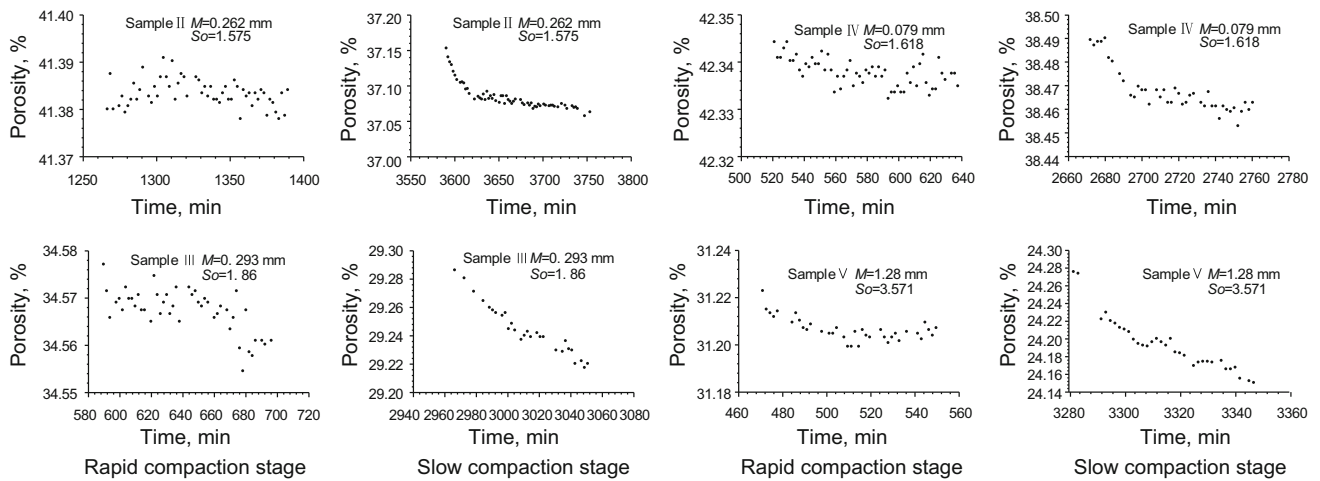 41.40
41.39
41.38
41.37
Porosity, %
Sample Ⅱ M=0.262 mm
So=1.575
1250 1300 1350 1400
Time, min
37.20
37.15
37.10
37.05
37.00
Porosity, %
Sample Ⅱ M=0.262 mm
So=1.575
3550 3600 3650 3700 3750 3800
Time, min
42.35
42.34
42.33
42.32
Porosity, %
Sample Ⅳ M=0.079 mm
So=1.618
500 520 540 560 580 600 620 640
Time, min
38.50
38.49
38.48
38.47
38.46
38.45
38.44
Porosity, %
Sample Ⅳ M=0.079 mm
So=1.618
2660 2680 2700 2720 2740 2760 2780
Time, min
34.58
34.57
34.56
34.55
Porosity, %
Sample Ⅲ M=0. 293 mm
So=1. 86
580 600 620 640 660 680 700 720
Time, min
Rapid compaction stage
29.30
29.28
29.26
29.24
29.22
29.20
Porosity, %
Sample Ⅲ M=0. 293 mm
So=1. 86
2940 2960 2980 3000 3020 3040 3060 3080
Time, min
Slow compaction stage
31.24
31.22
31.20
31.18
Porosity, %
Sample Ⅴ M=1.28 mm
So=3.571
460 480 500 520 540 560
Time, min
Rapid compaction stage
24.30
24.28
24.26
24.24
24.22
24.20
24.18
24.16
24.14
Porosity, %
Sample Ⅴ M=1.28 mm
So=3.571
3280 3300 3320 3340 3360
Time, min
Slow compaction stage